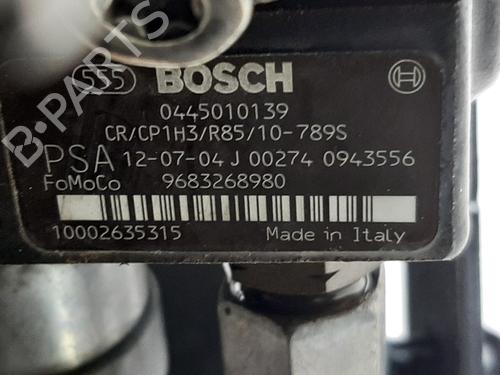 555 BOSCH
0445010139
CR/CP1H3/R85/10-789S
PSA 12-07-04 J 00274 0943556
FoMoCo 9683268980
10002635315 Made in Italy
B-PARTS